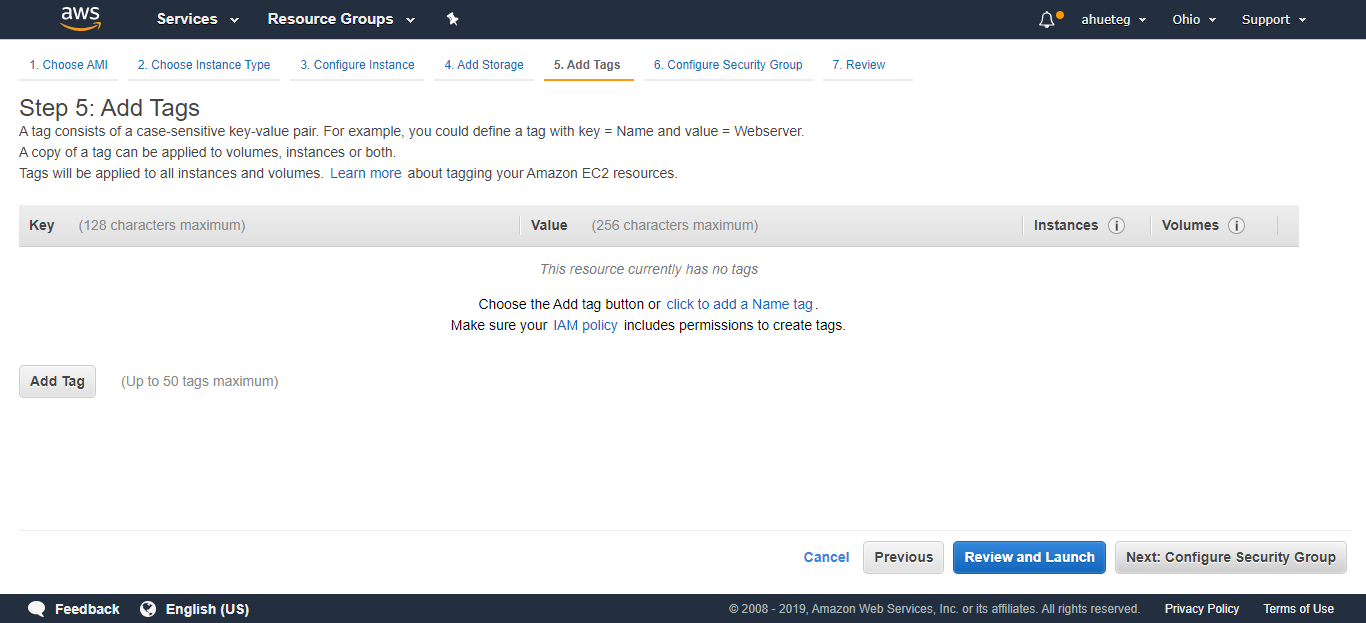 aws Services Resource Groups ahueteg Ohio Support
1. Choose AMI 2. Choose Instance Type 3. Configure Instance 4. Add Storage 5. Add Tags 6. Configure Security Group 7. Review
Step 5: Add Tags
A tag consists of a case-sensitive key-value pair. For example, you could define a tag with key = Name and value = Webserver.
A copy of a tag can be applied to volumes, instances or both.
Tags will be applied to all instances and volumes. Learn more about tagging your Amazon EC2 resources.
Key (128 characters maximum) Value (256 characters maximum) Instances i Volumes i
This resource currently has no tags
Choose the Add tag button or click to add a Name tag.
Make sure your IAM policy includes permissions to create tags.
Add Tag (Up to 50 tags maximum)
Cancel Previous Review and Launch Next: Configure Security Group
Feedback English (US) © 2008 - 2019, Amazon Web Services, Inc. or its affiliates. All rights reserved. Privacy Policy Terms of Use